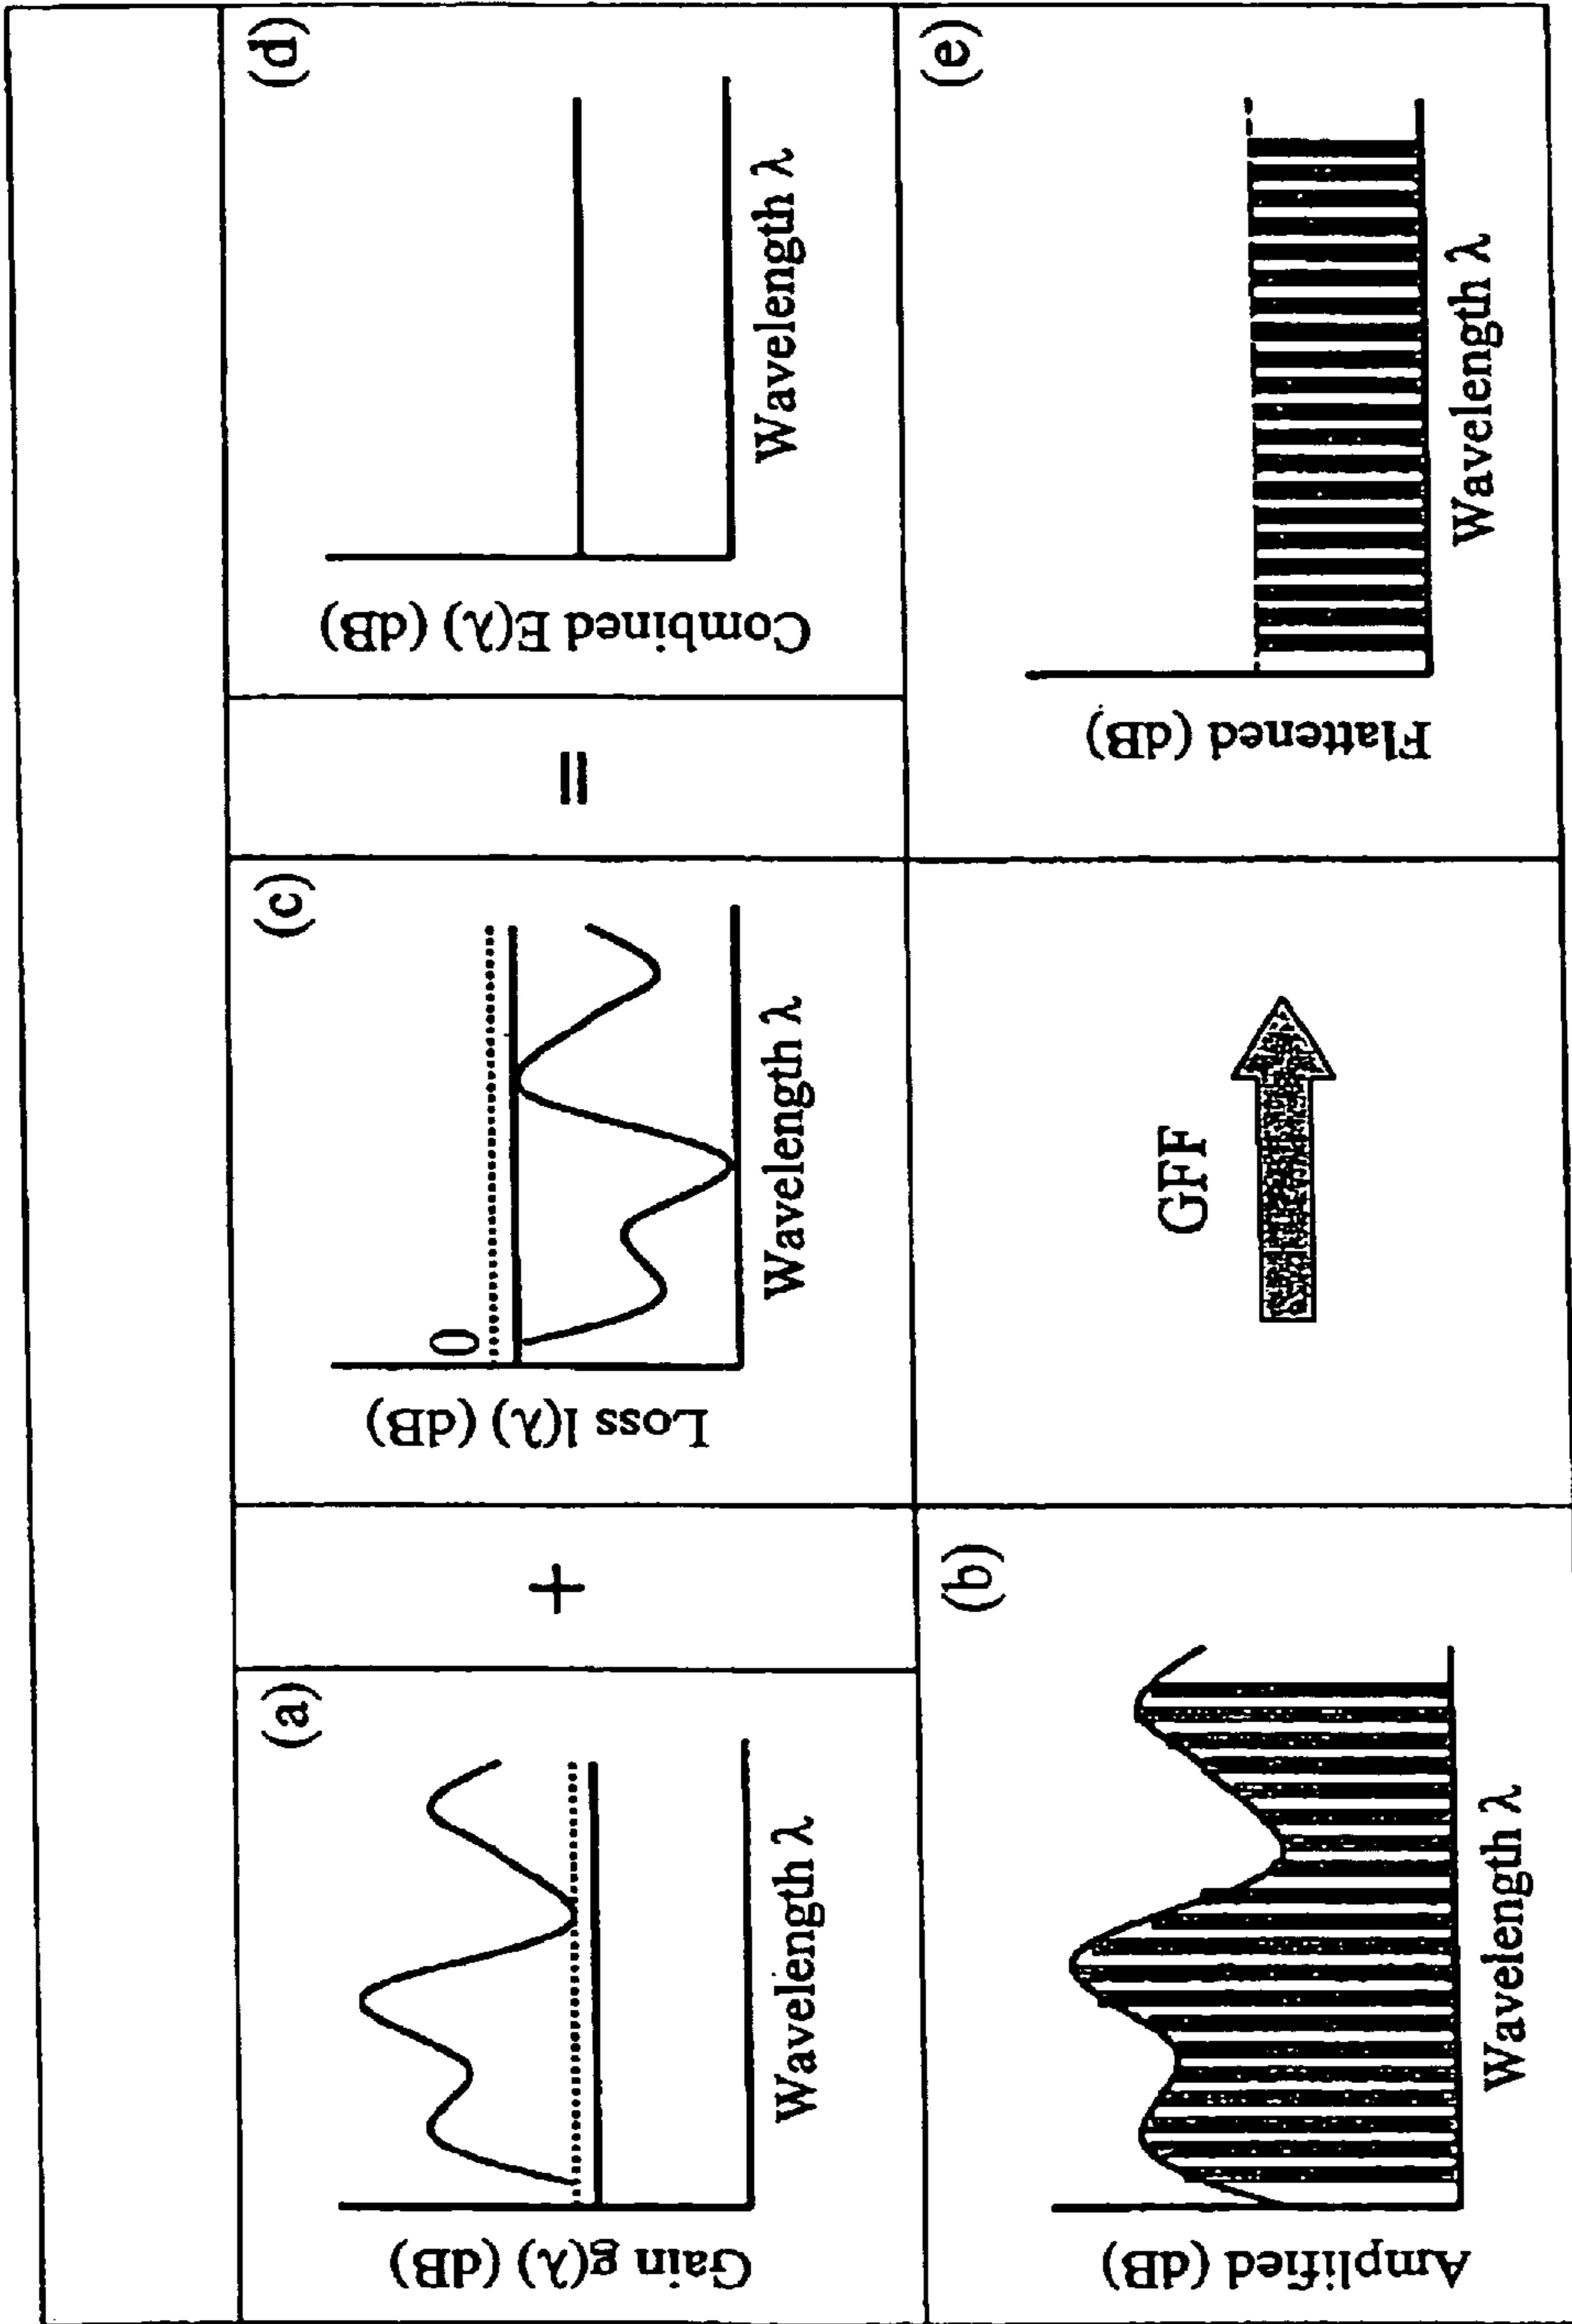 (a)
Gain g(λ) (dB)
Wavelength λ
+
(c)
0
Loss l(λ) (dB)
Wavelength λ
=
(d)
Combined E(λ) (dB)
Wavelength λ
(b)
Amplified (dB)
Wavelength λ
GFF
(e)
Flattened (dB)
Wavelength λ